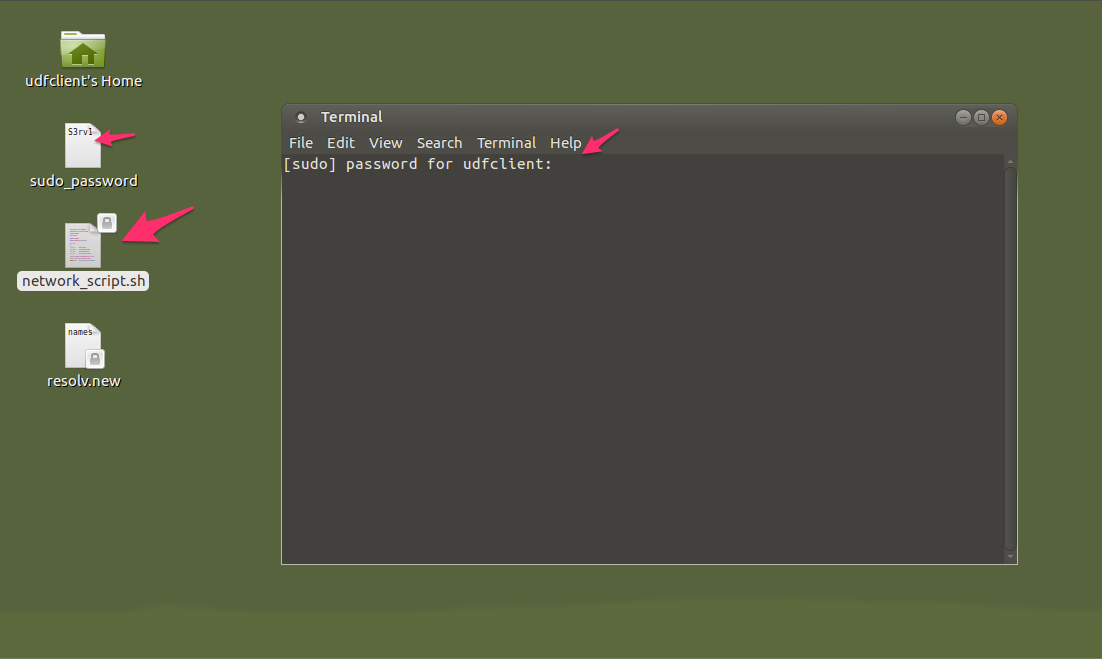 udfclient's Home
S3rv1
sudo_password
network_script.sh
names
resolv.new
Terminal
File Edit View Search Terminal Help
[sudo] password for udfclient: